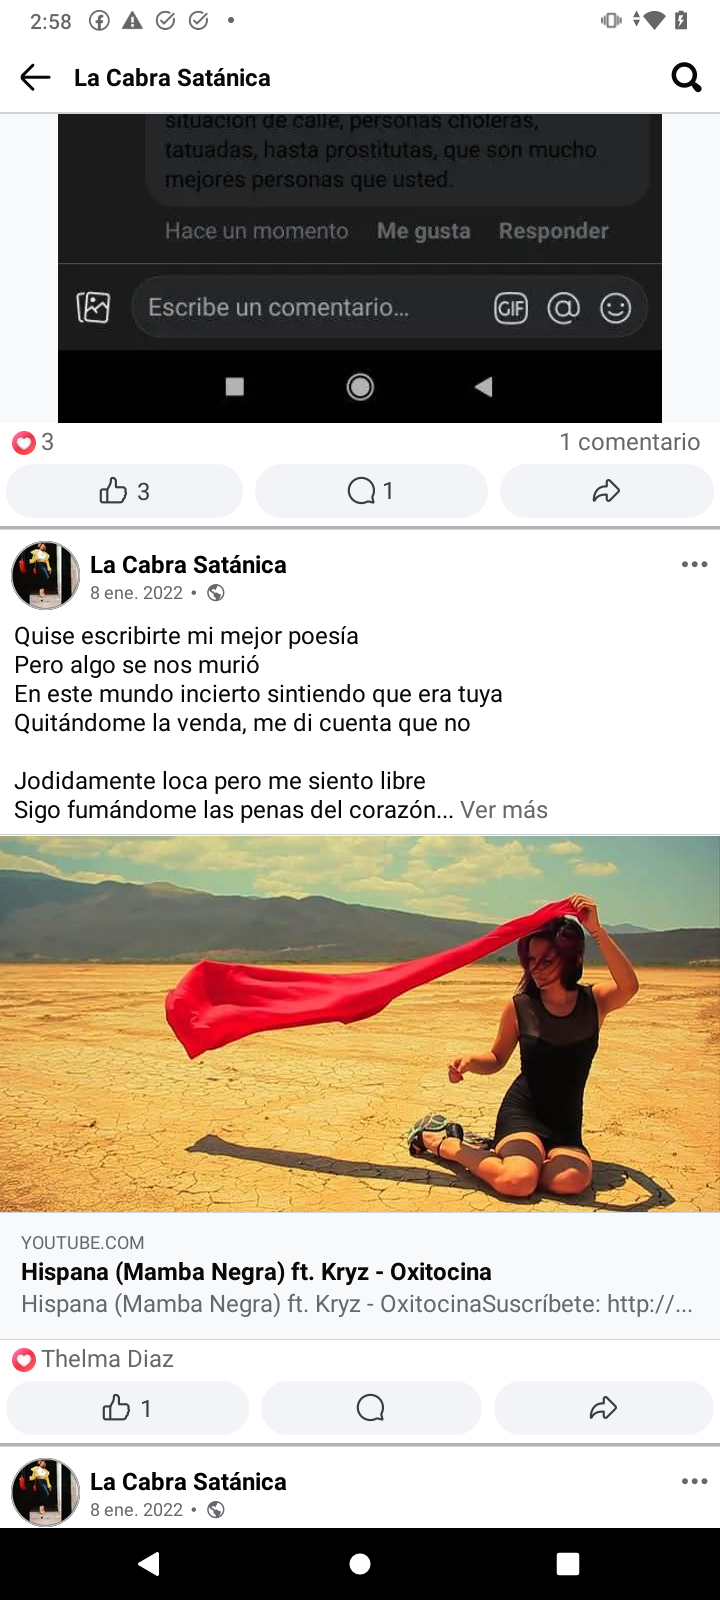 2:58
La Cabra Satánica
situación de calle, personas choleras,
tatuadas, hasta prostitutas, que son mucho
mejores personas que usted.
Hace un momento Me gusta Responder
Escribe un comentario... GIF @
3 1 comentario
3 1
La Cabra Satánica
8 ene. 2022 •
Quise escribirte mi mejor poesía
Pero algo se nos murió
En este mundo incierto sintiendo que era tuya
Quitándome la venda, me di cuenta que no
Jodidamente loca pero me siento libre
Sigo fumándome las penas del corazón... Ver más
YOUTUBE.COM
Hispana (Mamba Negra) ft. Kryz - Oxitocina
Hispana (Mamba Negra) ft. Kryz - OxitocinaSuscríbete: http://...
Thelma Diaz
1
La Cabra Satánica
8 ene. 2022 •